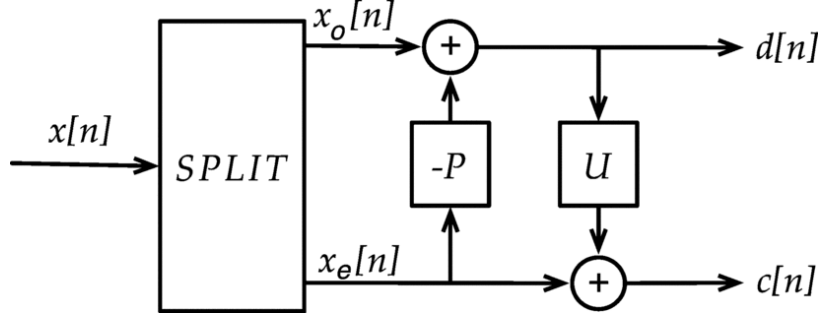 x_o[n]
+
d[n]
x[n]
SPLIT
-P
U
x_e[n]
+
c[n]